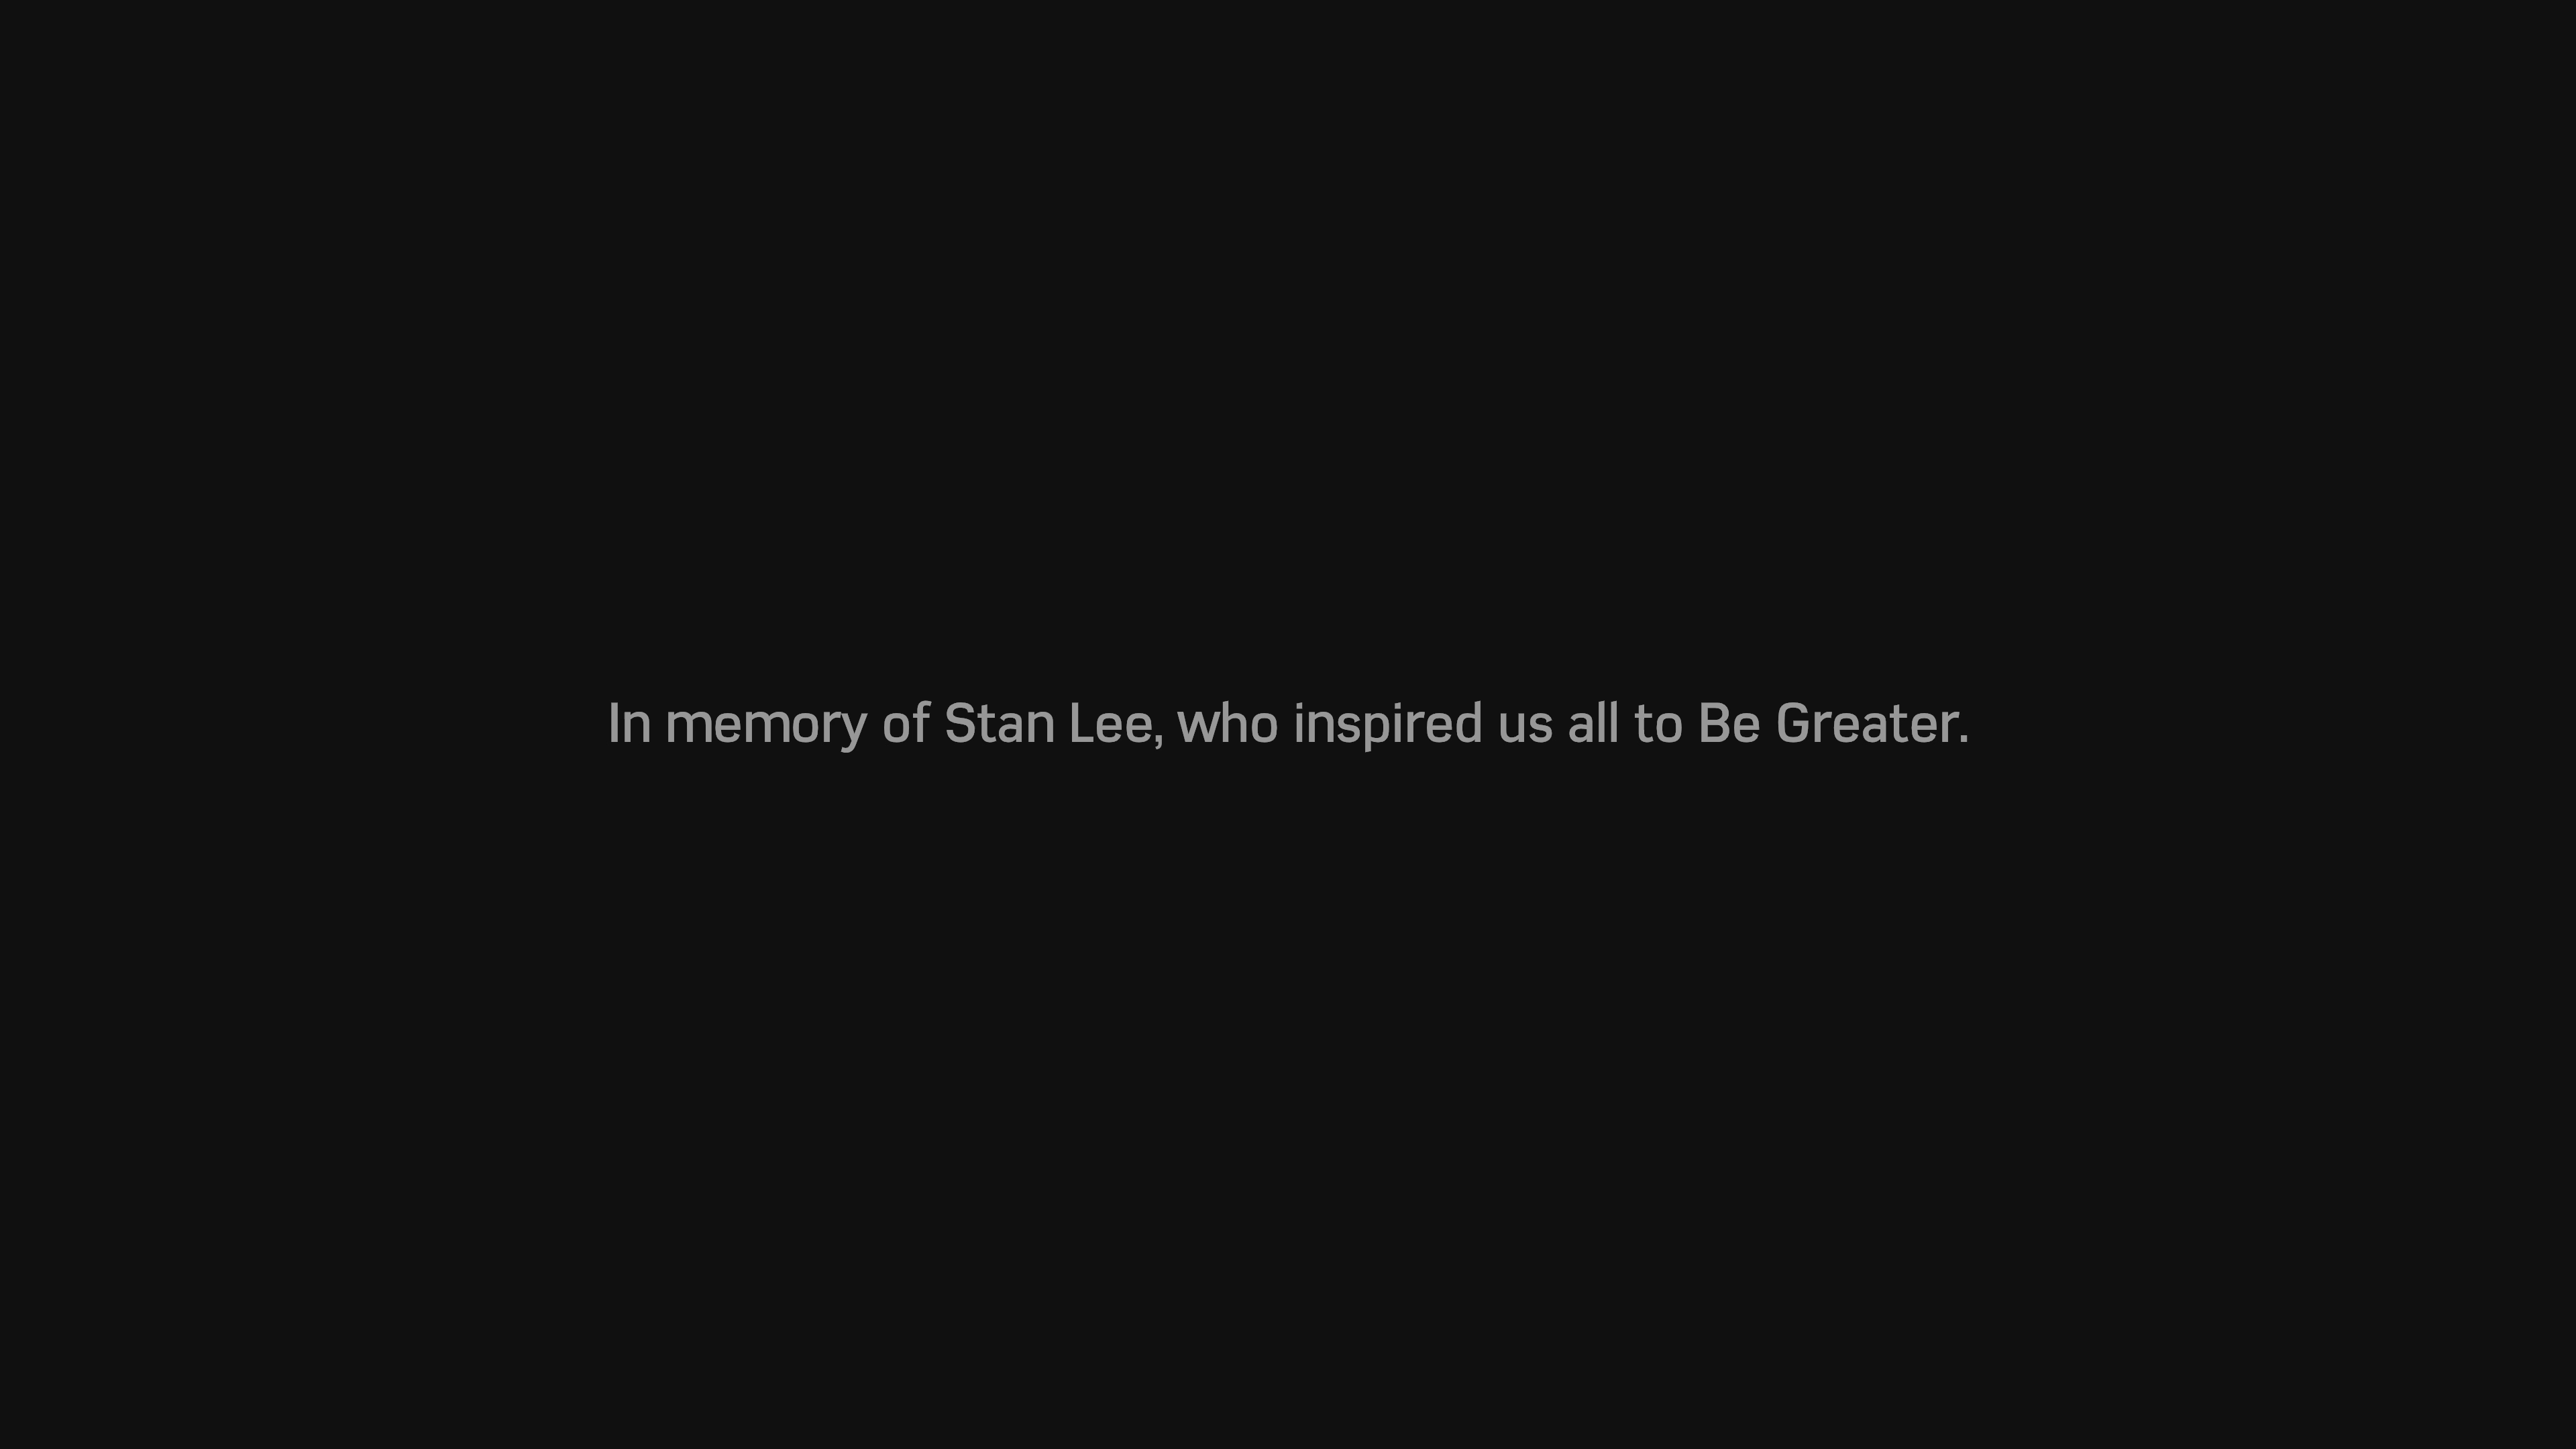 In memory of Stan Lee, who inspired us all to Be Greater.